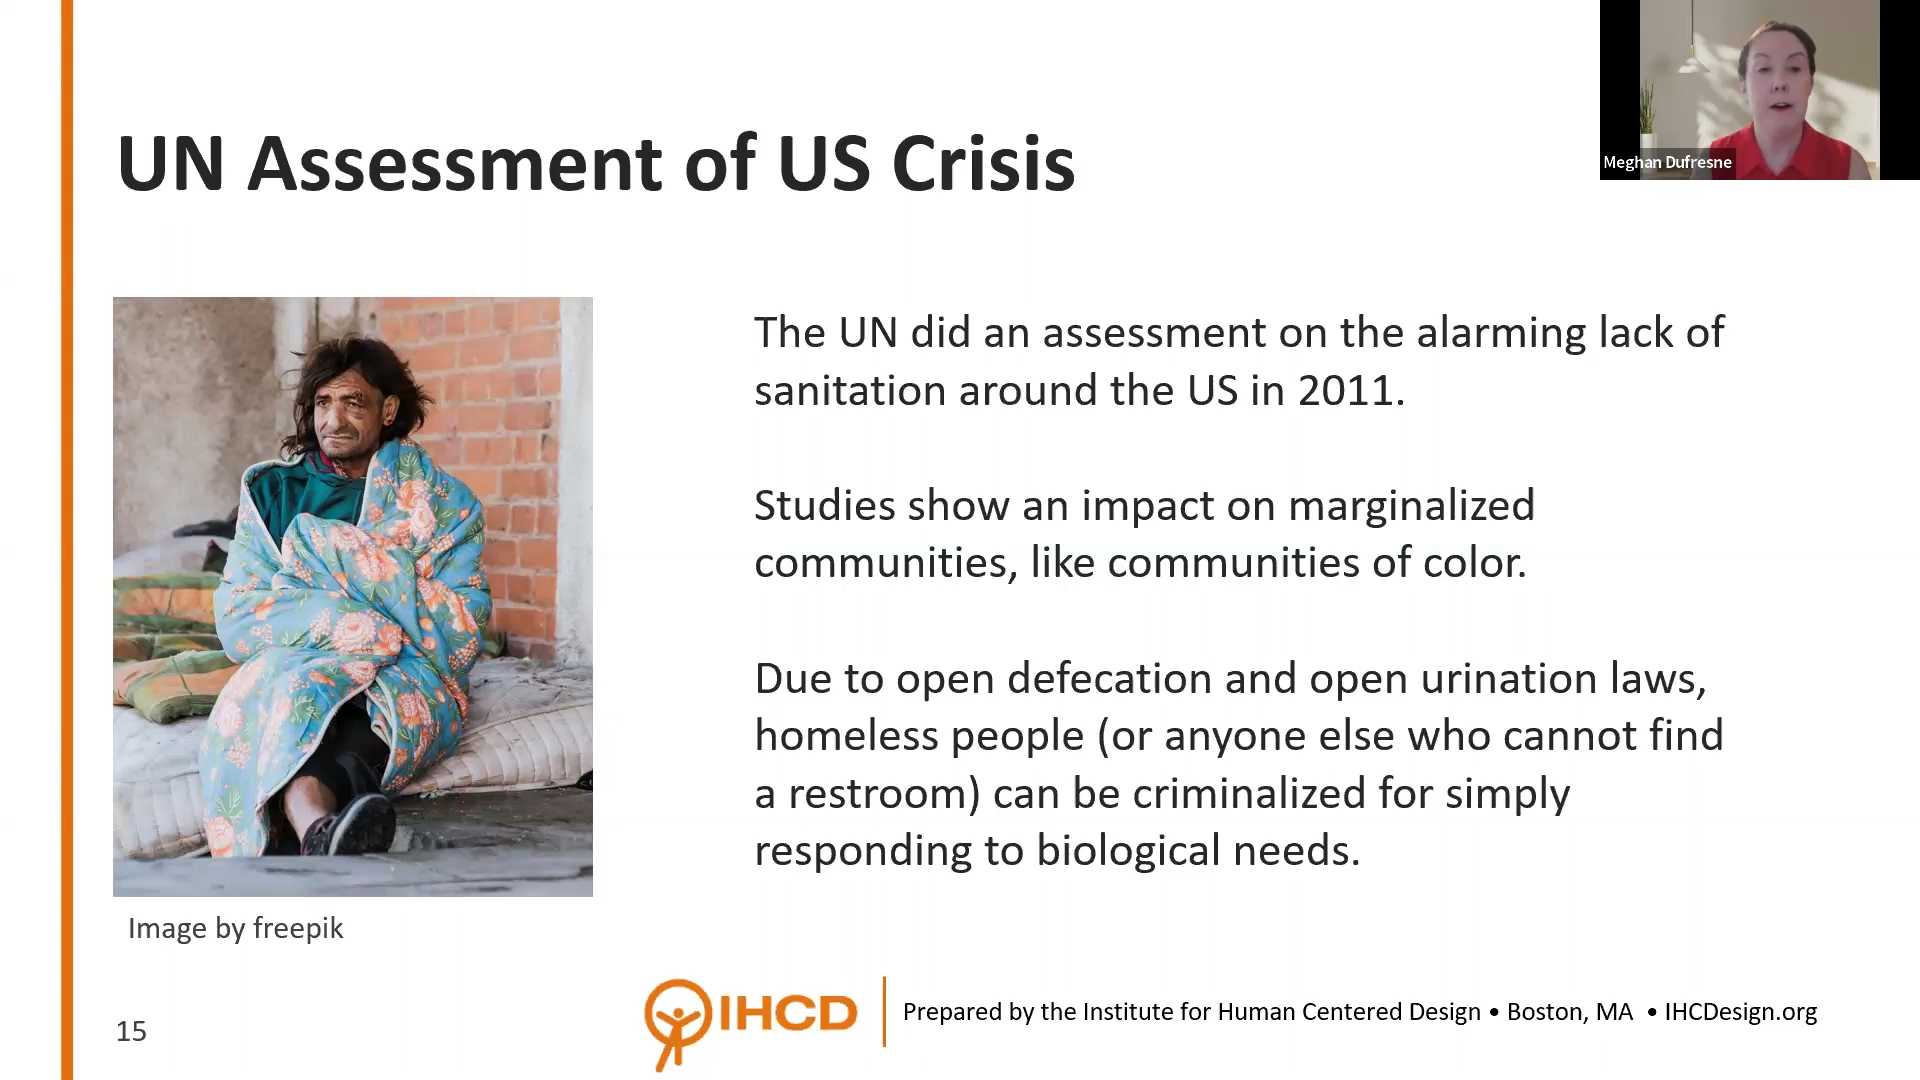 Meghan Dufresne
UN Assessment of US Crisis
The UN did an assessment on the alarming lack of
sanitation around the US in 2011.
Studies show an impact on marginalized
communities, like communities of color.
Due to open defecation and open urination laws,
homeless people (or anyone else who cannot find
a restroom) can be criminalized for simply
responding to biological needs.
Image by freepik
15
IHCD
Prepared by the Institute for Human Centered Design • Boston, MA • IHCDesign.org